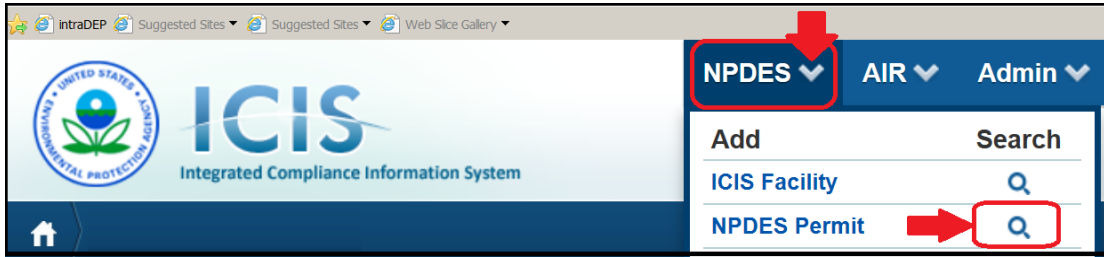 intraDEP Suggested Sites Suggested Sites Web Slice Gallery
NPDES AIR Admin
UNITED STATES ENVIRONMENTAL PROTECTION AGENCY
ICIS
Integrated Compliance Information System
Add Search
ICIS Facility
NPDES Permit